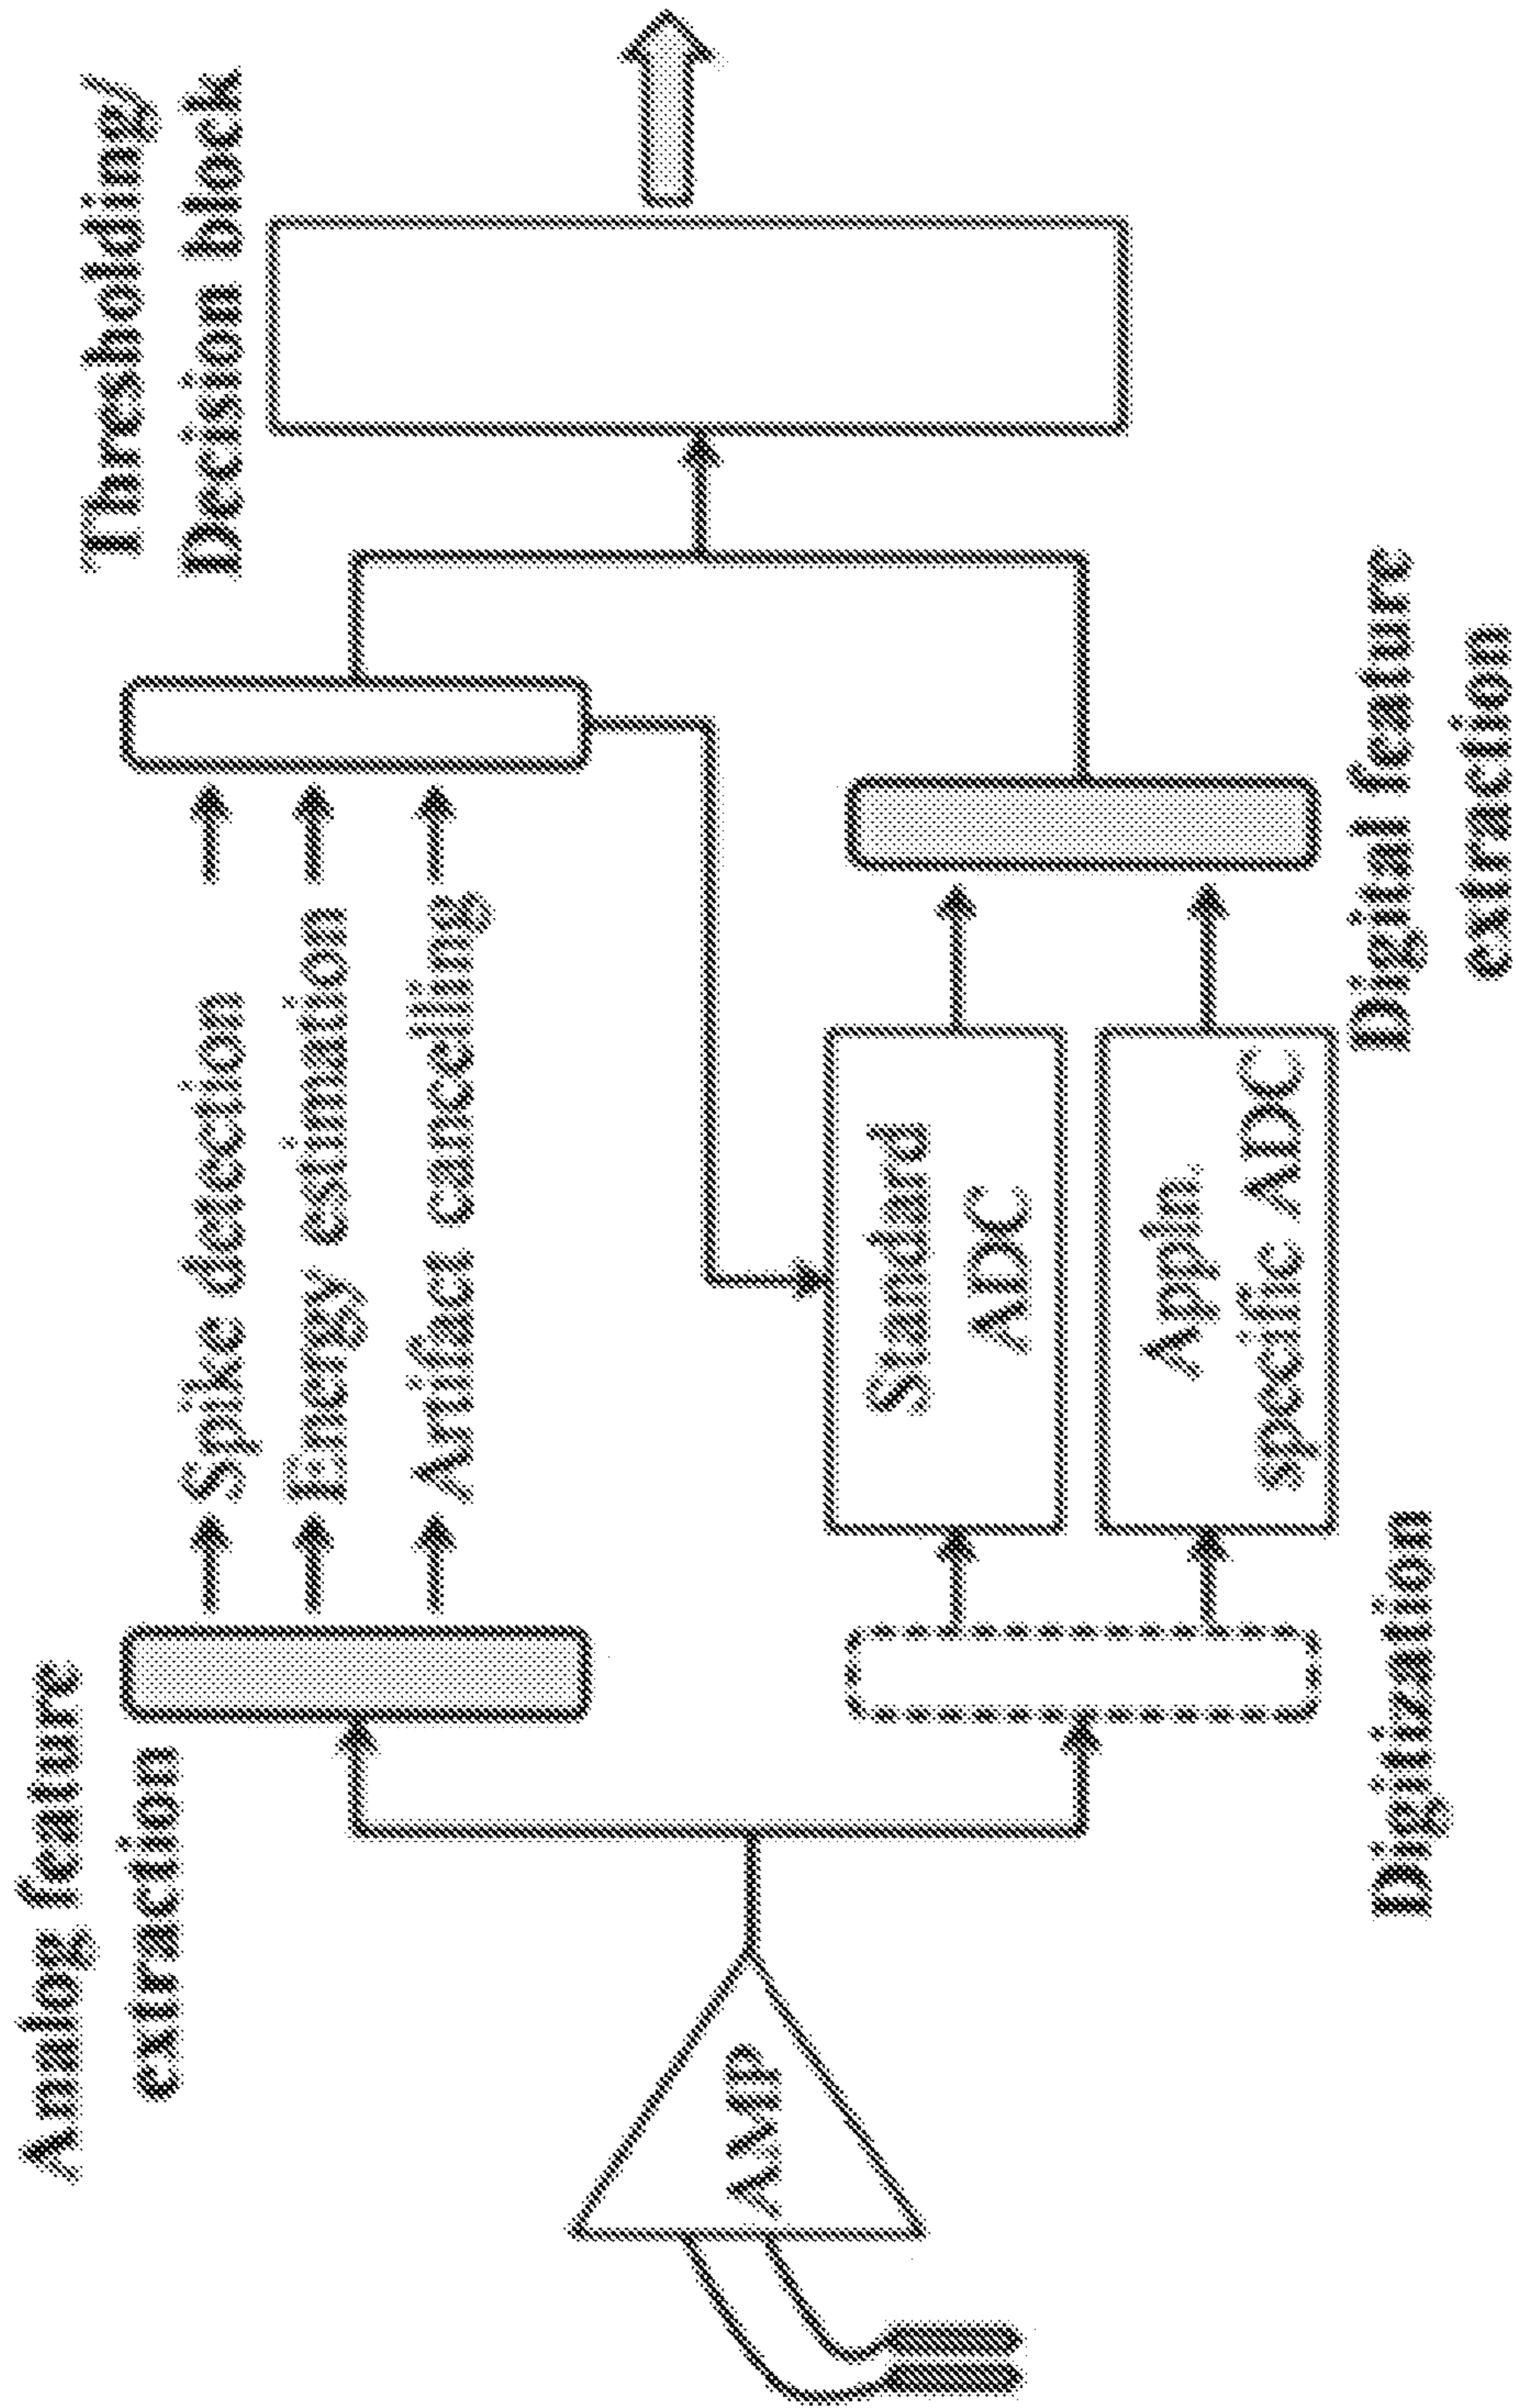 Analog feature
extraction
Thresholding/
Decision block
Spike detection
Energy estimation
Artifact cancelling
AMP
Standard
ADC
Appln.
specific ADC
Digitization
Digital feature
extraction